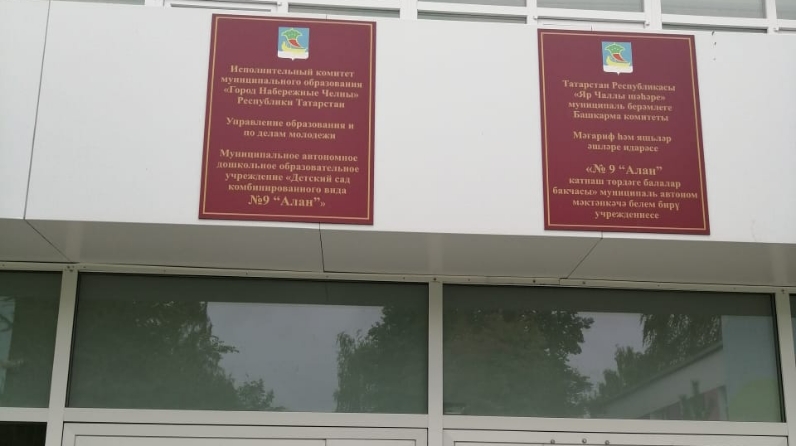 Исполнительный комитет
муниципального образования
«Город Набережные Челны»
Республики Татарстан
Управление образования и
по делам молодежи
Муниципальное автономное
дошкольное образовательное
учреждение «Детский сад
комбинированного вида
№9 “Алан”»
Татарстан Республикасы
«Яр Чаллы шәһәре»
муниципаль берәмлеге
Башкарма комитеты
Мәгариф һәм яшьләр
эшләре идарәсе
«№ 9 “Алан”
катнаш төрдәге балалар
бакчасы» муниципаль автоном
мәктәпкәчә белем бирү
учреждениесе